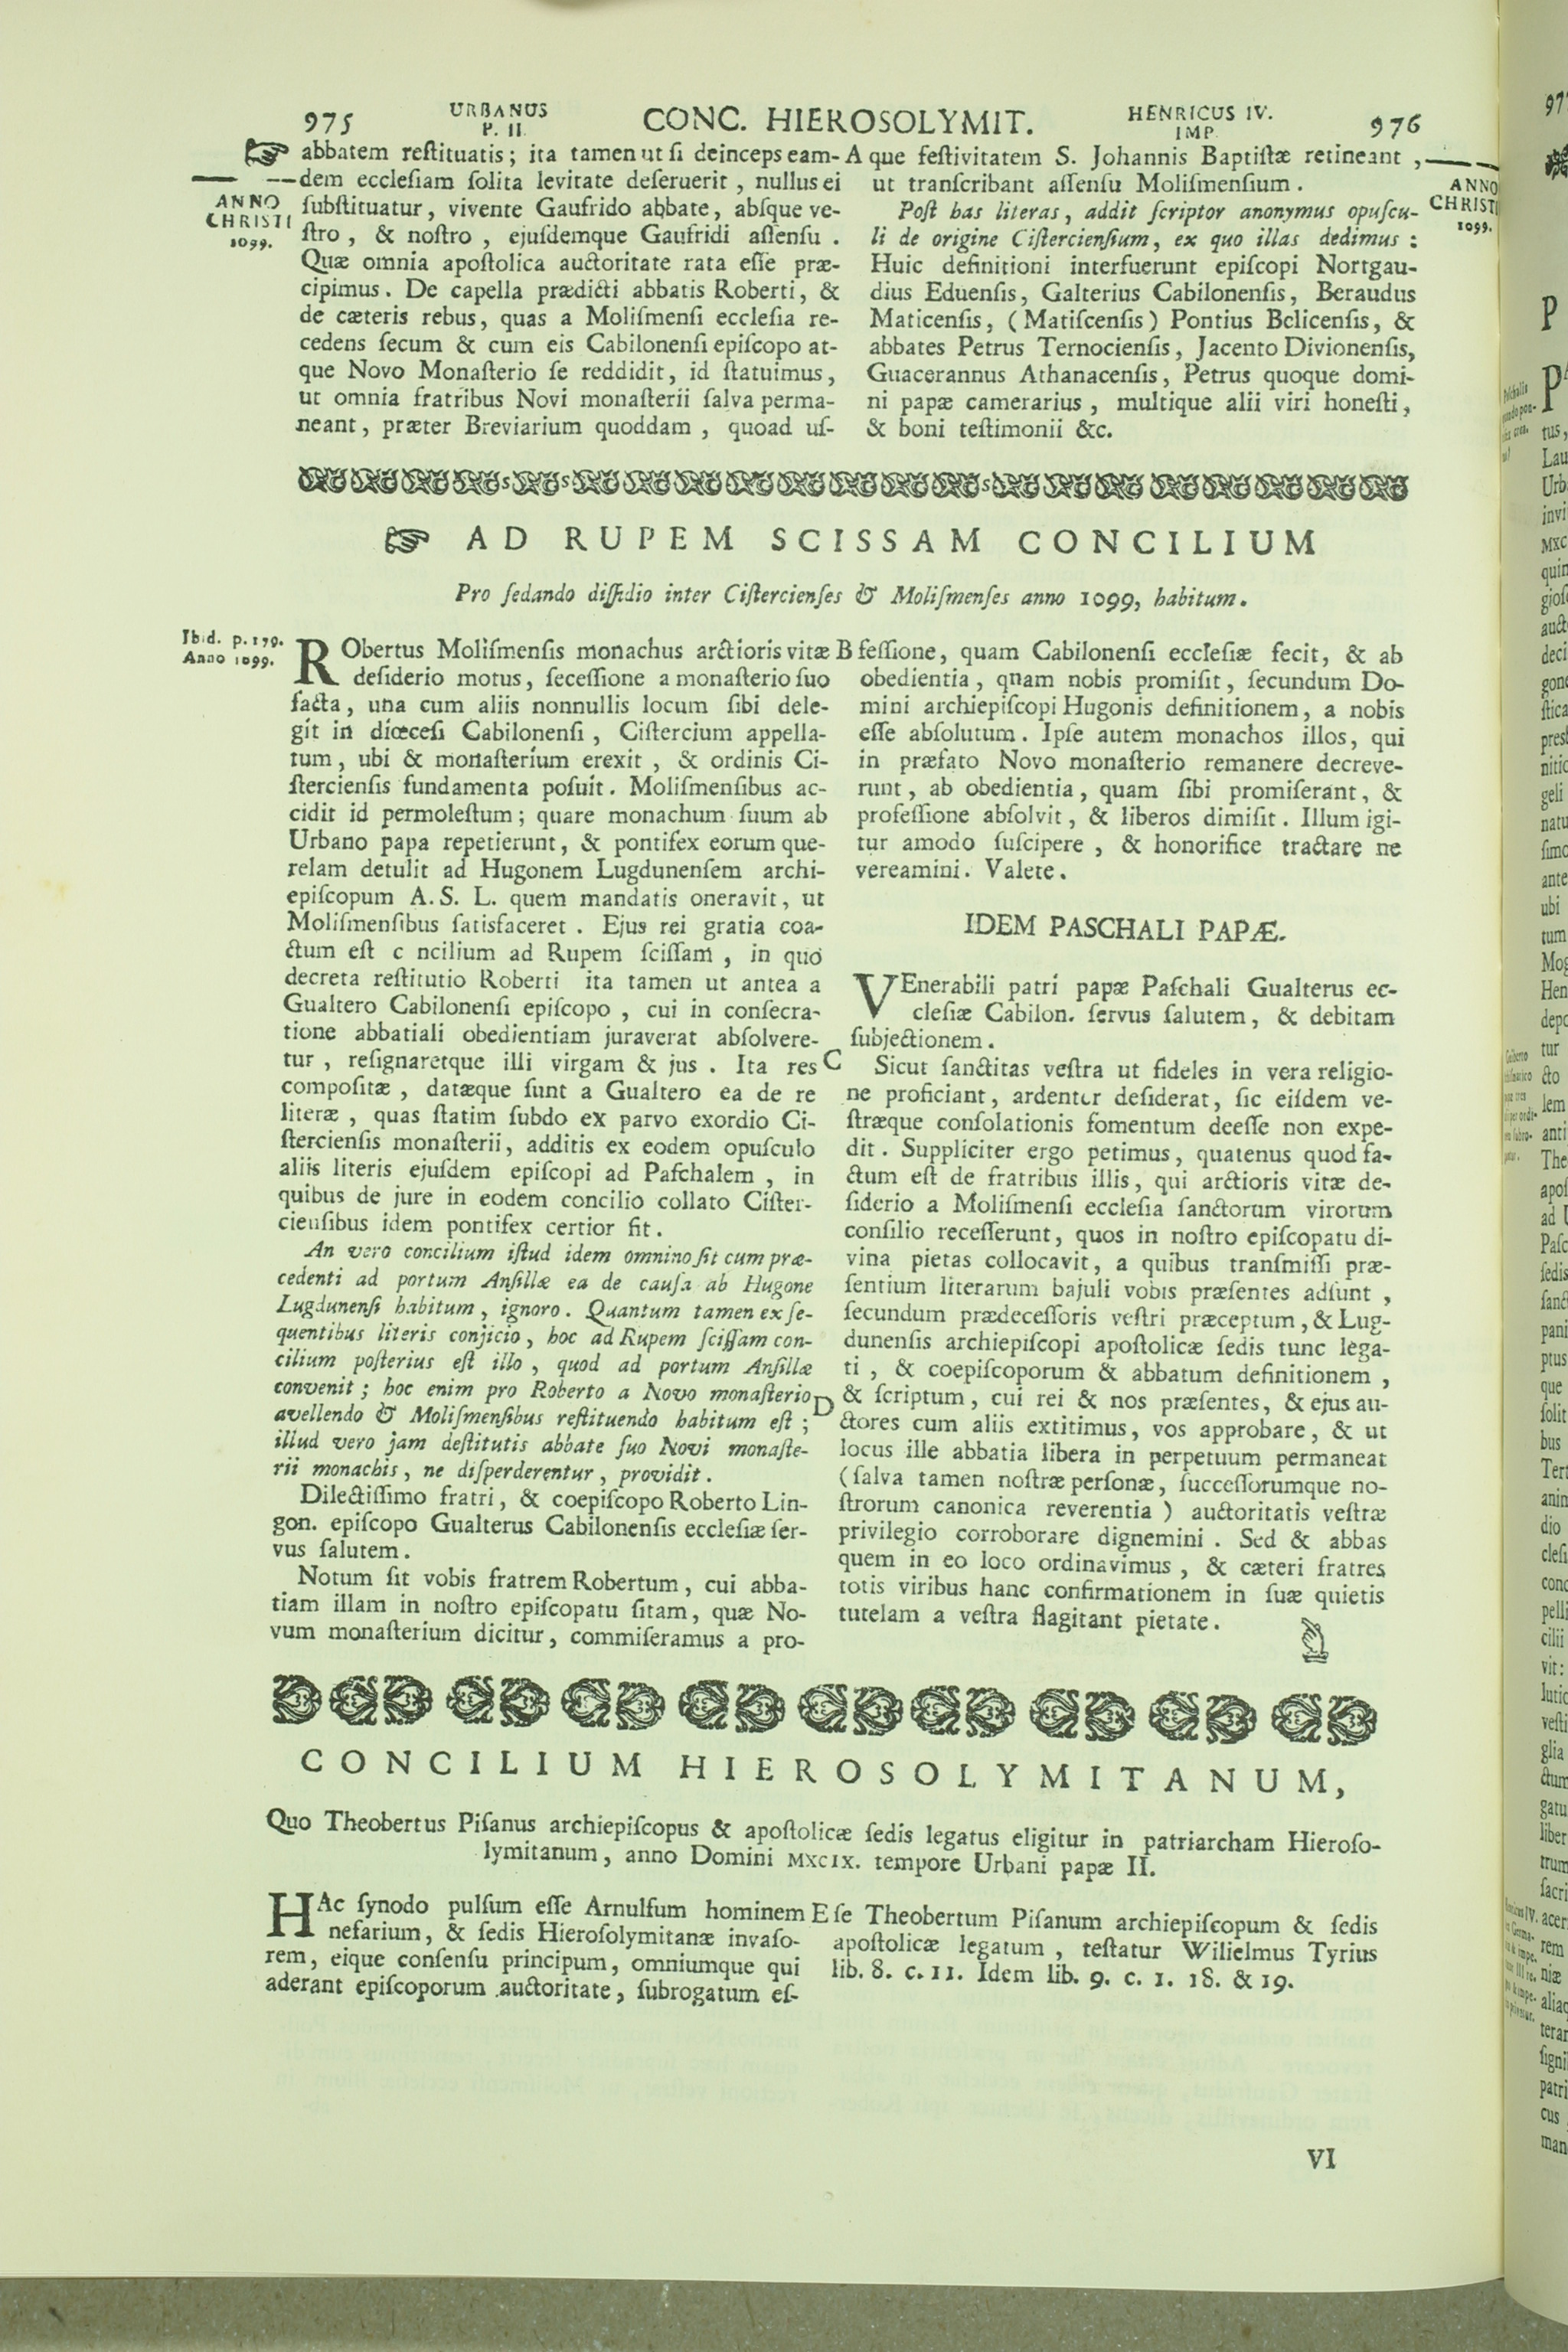 975
URBANUS
P. II.
CONC. HIEROSOLYMIT.
HENRICUS IV.
IMP.
976
ANNO
CHRISTI
1099.
abbatem reſtituatis; ita tamen ut ſi deinceps eam-
dem eccleſiam ſolita levitate deſeruerit, nullus ei
ſubſtituatur, vivente Gaufrido abbate, abſque ve-
ſtro, & noſtro, ejuſdemque Gaufridi aſſenſu.
Quæ omnia apoſtolica auctoritate rata eſſe præ-
cipimus. De capella prædicti abbatis Roberti, &
de cæteris rebus, quas a Moliſmenſi eccleſia re-
cedens ſecum & cum eis Cabilonenſi epiſcopo at-
que Novo Monaſterio ſe reddidit, id ſtatuimus,
ut omnia fratribus Novi monaſterii ſalva perma-
neant, præter Breviarium quoddam, quoad uſ-
A que feſtivitatem S. Johannis Baptiſtæ retineant,
ut tranſcribant aſſenſu Moliſmenſium.
Poſt has literas, addit ſcriptor anonymus opuſcu-
li de origine Ciſtercienſium, ex quo illas dedimus:
Huic definitioni interfuerunt epiſcopi Nortgau-
dius Eduenſis, Galterius Cabilonenſis, Beraudus
Maticenſis, (Matiſcenſis) Pontius Belicenſis, &
abbates Petrus Ternocienſis, Jacento Divionenſis,
Guacerannus Athanacenſis, Petrus quoque domi-
ni papæ camerarius, multique alii viri honeſti,
& boni teſtimonii &c.
ANNO
CHRISTI
1099.
AD RUPEM SCISSAM CONCILIUM
Pro ſedando diſſidio inter Ciſtercienſes & Moliſmenſes anno 1099, habitum.
Ibid. p. 179.
Anno 1099.
RObertus Moliſmenſis monachus arctioris vitæ
deſiderio motus, ſeceſſione a monaſterio ſuo
facta, una cum aliis nonnullis locum ſibi dele-
git in diœceſi Cabilonenſi, Ciſtercium appella-
tum, ubi & monaſterium erexit, & ordinis Ci-
ſtercienſis fundamenta poſuit. Moliſmenſibus ac-
cidit id permoleſtum; quare monachum ſuum ab
Urbano papa repetierunt, & pontifex eorum que-
relam detulit ad Hugonem Lugdunenſem archi-
epiſcopum A. S. L. quem mandatis oneravit, ut
Moliſmenſibus ſatisfaceret. Ejus rei gratia coa-
ctum eſt c ncilium ad Rupem ſciſſam, in quo
decreta reſtitutio Roberti ita tamen ut antea a
Gualtero Cabilonenſi epiſcopo, cui in conſecra-
tione abbatiali obedientiam juraverat abſolvere-
tur, reſignaretque illi virgam & jus. Ita res
compoſitæ, datæque ſunt a Gualtero ea de re
literæ, quas ſtatim ſubdo ex parvo exordio Ci-
ſtercienſis monaſterii, additis ex eodem opuſculo
aliis literis ejuſdem epiſcopi ad Paſchalem, in
quibus de jure in eodem concilio collato Ciſter-
cienſibus idem pontifex certior fit.
An vero concilium iſtud idem omnino ſit cum præ-
cedenti ad portum Anſillæ ea de cauſa ab Hugone
Lugdunenſi habitum, ignoro. Quantum tamen ex ſe-
quentibus literis conjicio, hoc ad Rupem ſciſſam con-
cilium poſterius eſt illo, quod ad portum Anſillæ
convenit; hoc enim pro Roberto a Novo monaſterio
avellendo & Moliſmenſibus reſtituendo habitum eſt;
illud vero jam deſtitutis abbate ſuo Novi monaſte-
rii monachis, ne diſperderentur, providit.
Dilectiſſimo fratri, & coepiſcopo Roberto Lin-
gon. epiſcopo Gualterus Cabilonenſis eccleſiæ ſer-
vus ſalutem.
Notum ſit vobis fratrem Robertum, cui abba-
tiam illam in noſtro epiſcopatu ſitam, quæ No-
vum monaſterium dicitur, commiſeramus a pro-
B feſſione, quam Cabilonenſi eccleſiæ fecit, & ab
obedientia, qnam nobis promiſit, ſecundum Do-
mini archiepiſcopi Hugonis definitionem, a nobis
eſſe abſolutum. Ipſe autem monachos illos, qui
in præfato Novo monaſterio remanere decreve-
runt, ab obedientia, quam ſibi promiſerant, &
profeſſione abſolvit, & liberos dimiſit. Illum igi-
tur amodo ſuſcipere, & honorifice tractare ne
vereamini. Valete.
IDEM PASCHALI PAPÆ.
VEnerabili patri papæ Paſchali Gualterus ec-
cleſiæ Cabilon. ſervus ſalutem, & debitam
ſubjectionem.
C Sicut ſanctitas veſtra ut fideles in vera religio-
ne proficiant, ardenter deſiderat, ſic eiſdem ve-
ſtræque conſolationis fomentum deeſſe non expe-
dit. Suppliciter ergo petimus, quatenus quod fa-
ctum eſt de fratribus illis, qui arctioris vitæ de-
ſiderio a Moliſmenſi eccleſia ſanctorum virorum
conſilio receſſerunt, quos in noſtro epiſcopatu di-
vina pietas collocavit, a quibus tranſmiſſi præ-
ſentium literarum bajuli vobis præſentes adſunt,
ſecundum prædeceſſoris veſtri præceptum, & Lug-
dunenſis archiepiſcopi apoſtolicæ ſedis tunc lega-
ti, & coepiſcoporum & abbatum definitionem,
D & ſcriptum, cui rei & nos præſentes, & ejus au-
ctores cum aliis extitimus, vos approbare, & ut
locus ille abbatia libera in perpetuum permaneat
(ſalva tamen noſtræ perſonæ, ſucceſſorumque no-
ſtrorum canonica reverentia) auctoritatis veſtræ
privilegio corroborare dignemini. Sed & abbas
quem in eo loco ordinavimus, & cæteri fratres
totis viribus hanc confirmationem in ſuæ quietis
tutelam a veſtra flagitant pietate.
CONCILIUM HIEROSOLYMITANUM,
Quo Theobertus Piſanus archiepiſcopus & apoſtolicæ ſedis legatus eligitur in patriarcham Hieroſo-
lymitanum, anno Domini MXCIX. tempore Urbani papæ II.
HAc ſynodo pulſum eſſe Arnulfum hominem
nefarium, & ſedis Hieroſolymitanæ invaſo-
rem, eique conſenſu principum, omniumque qui
aderant epiſcoporum auctoritate, ſubrogatum eſ-
E ſe Theobertum Piſanum archiepiſcopum & ſedis
apoſtolicæ legatum, teſtatur Wilielmus Tyrius
lib. 8. c. 11. Idem lib. 9. c. 1. 18. & 19.
VI